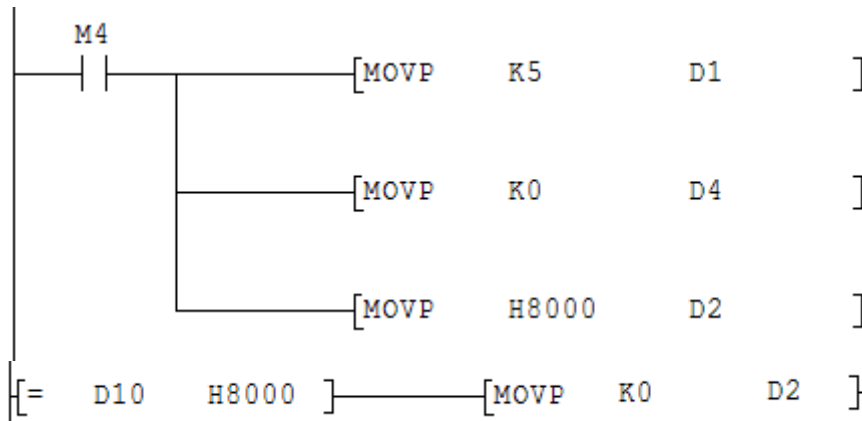 M4
[MOVP K5 D1 ]
[MOVP K0 D4 ]
[MOVP H8000 D2 ]
[= D10 H8000 ] [MOVP K0 D2 ]